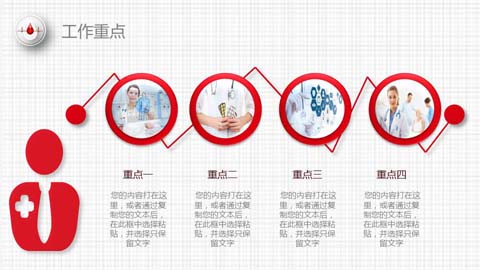 工作重点
重点一
您的内容打在这
里，或者通过复
制您的文本后，
在此框中选择粘
贴，并选择只保
留文字
重点二
您的内容打在这
里，或者通过复
制您的文本后，
在此框中选择粘
贴，并选择只保
留文字
重点三
您的内容打在这
里，或者通过复
制您的文本后，
在此框中选择粘
贴，并选择只保
留文字
重点四
您的内容打在这
里，或者通过复
制您的文本后，
在此框中选择粘
贴，并选择只保
留文字